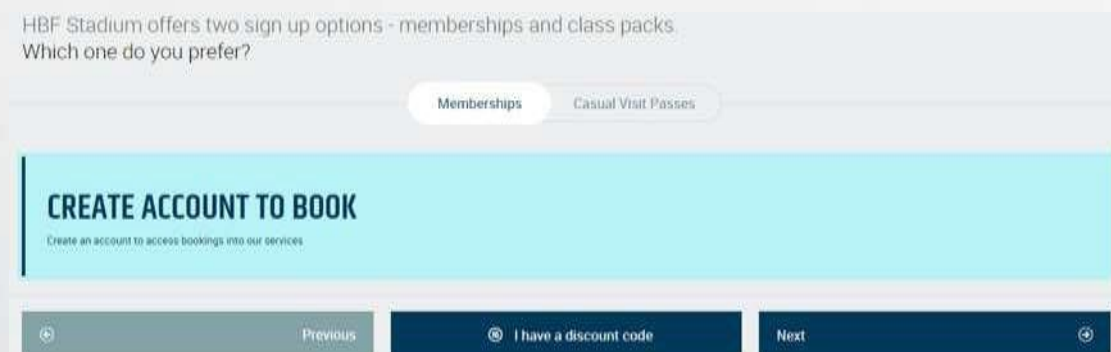 HBF Stadium offers two sign up options - memberships and class packs.
Which one do you prefer?
Memberships
Casual Visit Passes
CREATE ACCOUNT TO BOOK
Create an account to access bookings into our services
Previous
I have a discount code
Next